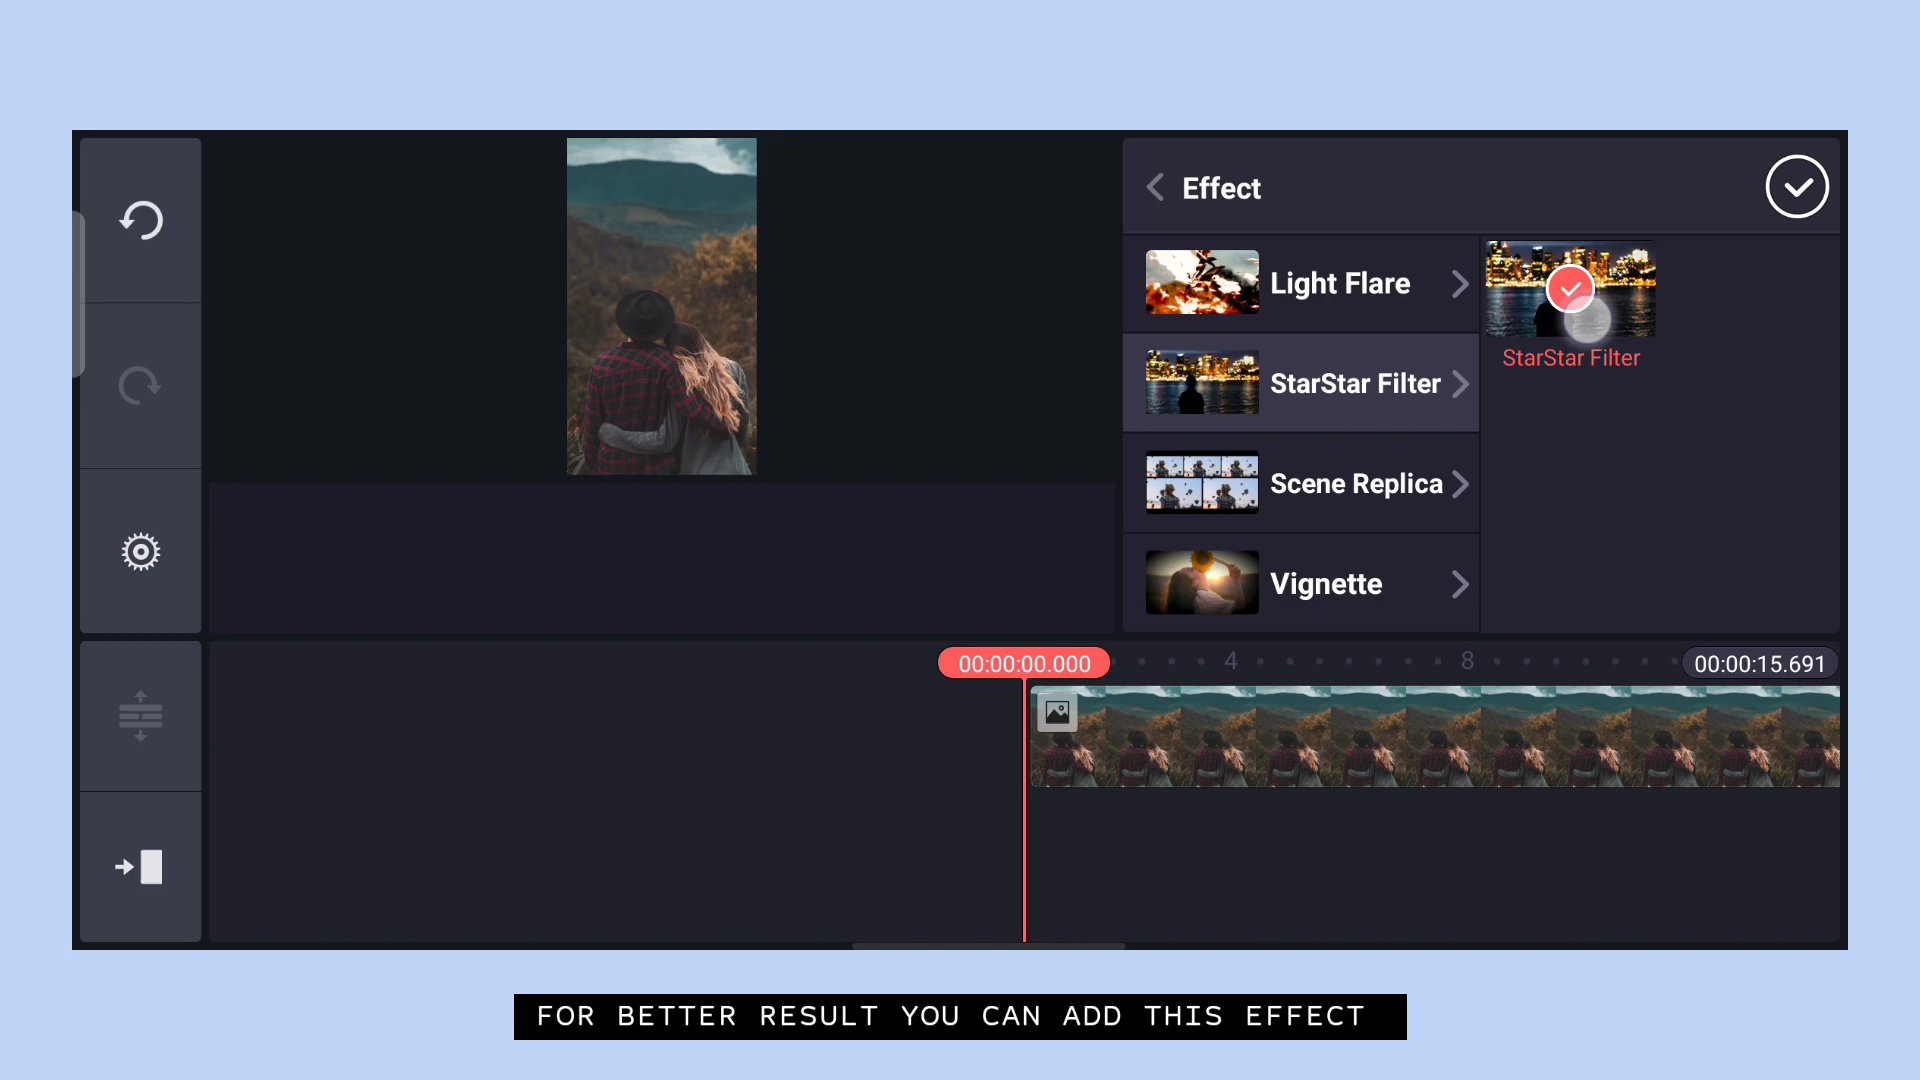 Effect
Light Flare
StarStar Filter
StarStar Filter
Scene Replica
Vignette
00:00:00.000
4
8
00:00:15.691
FOR BETTER RESULT YOU CAN ADD THIS EFFECT